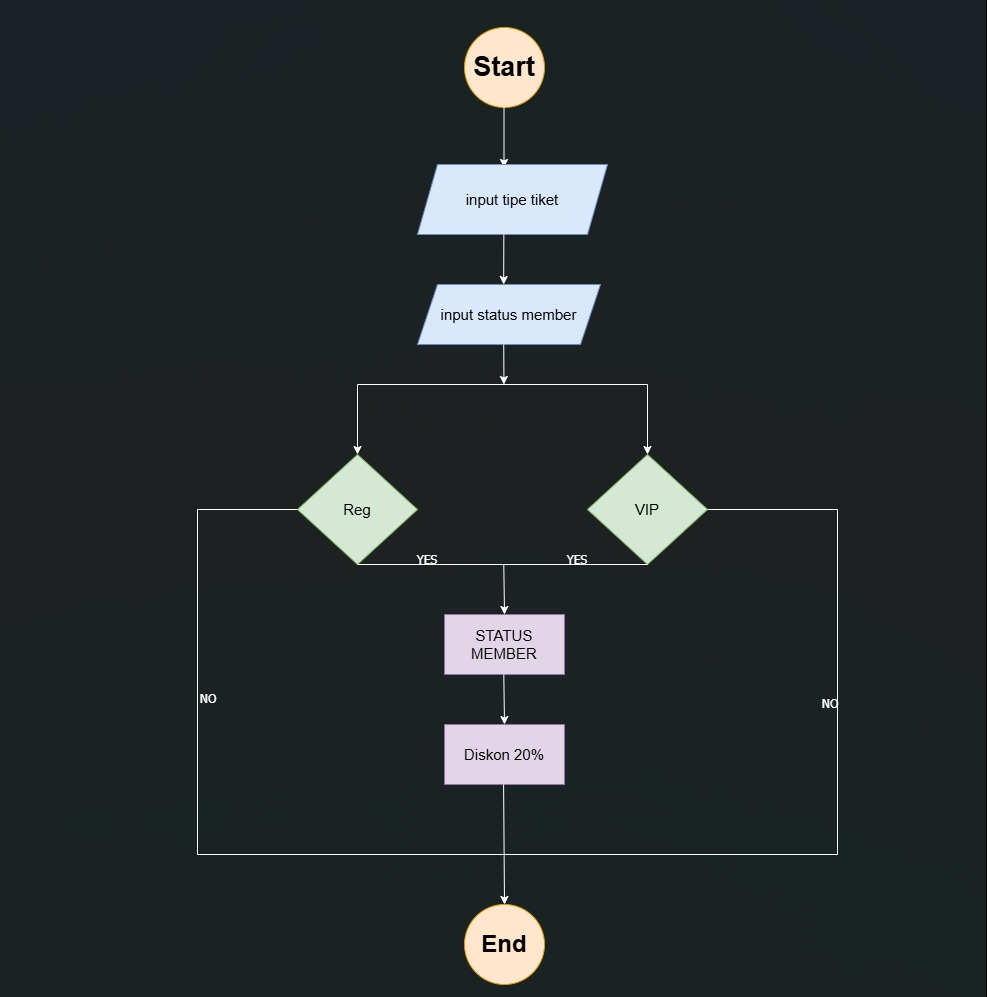 Start
input tipe tiket
input status member
Reg
VIP
YES
YES
STATUS
MEMBER
NO
NO
Diskon 20%
End